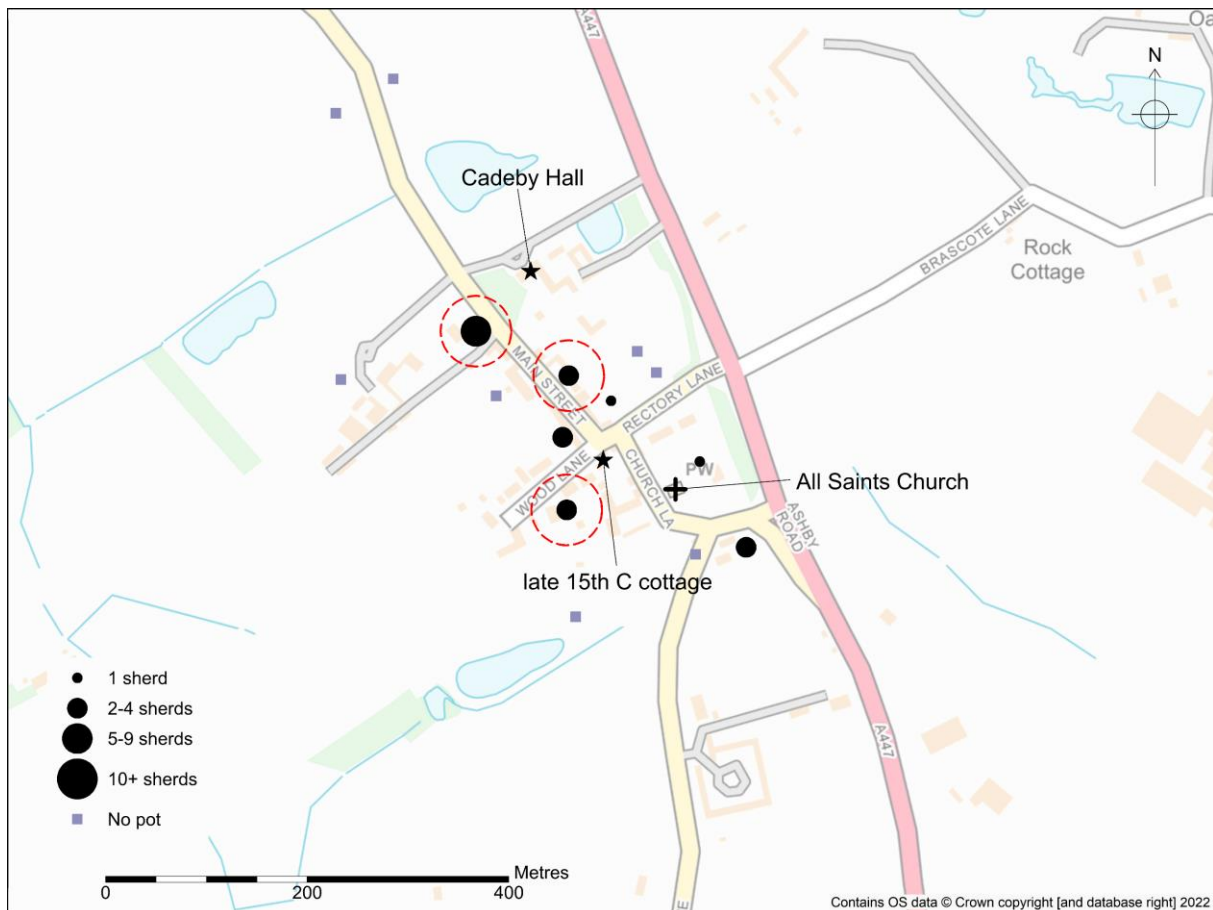 A447
Oa
N
Cadeby Hall
BRASCOTE LANE
Rock
Cottage
MAIN STREET
RECTORY LANE
WOOD LANE
CHURCH LA
PW
All Saints Church
ASHBY
ROAD
late 15th C cottage
1 sherd
2-4 sherds
5-9 sherds
10+ sherds
No pot
A447
Metres
0 200 400
E
Contains OS data © Crown copyright [and database right] 2022